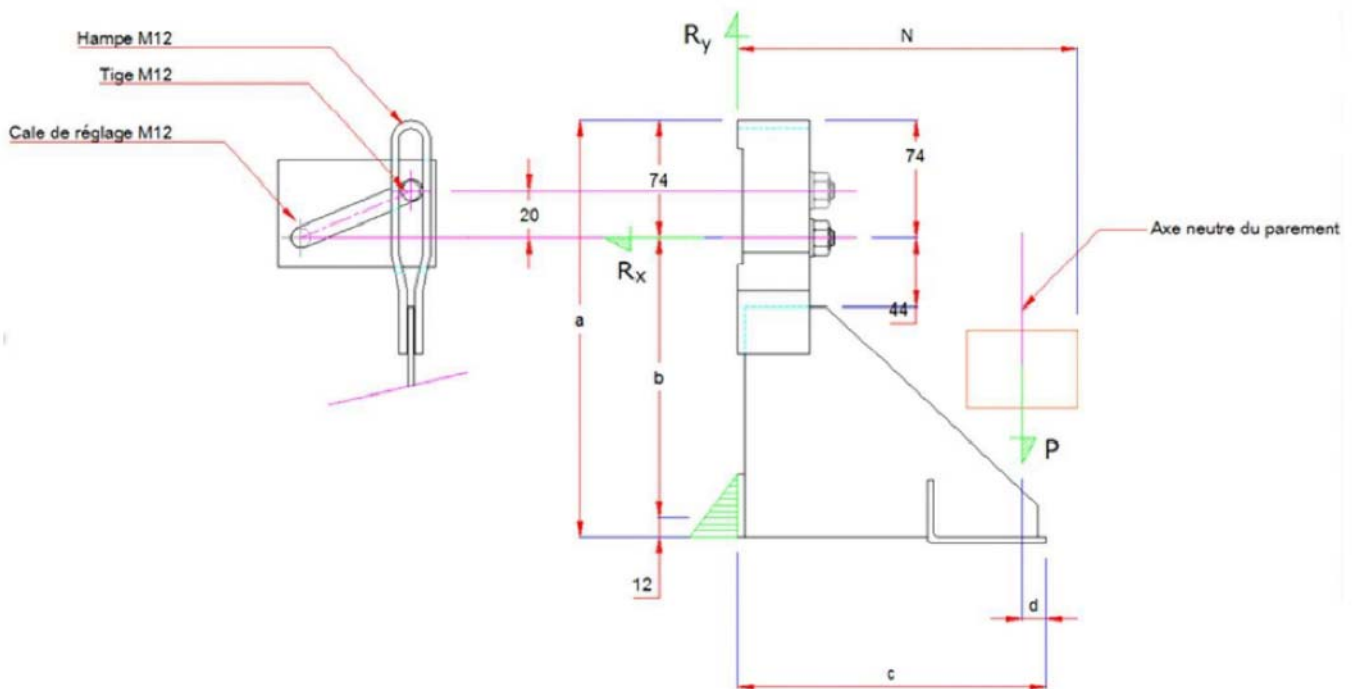 Hampe M12
Tige M12
Cale de réglage M12
Ry
N
74
74
20
Rx
Axe neutre du parement
44
a
b
P
12
d
c